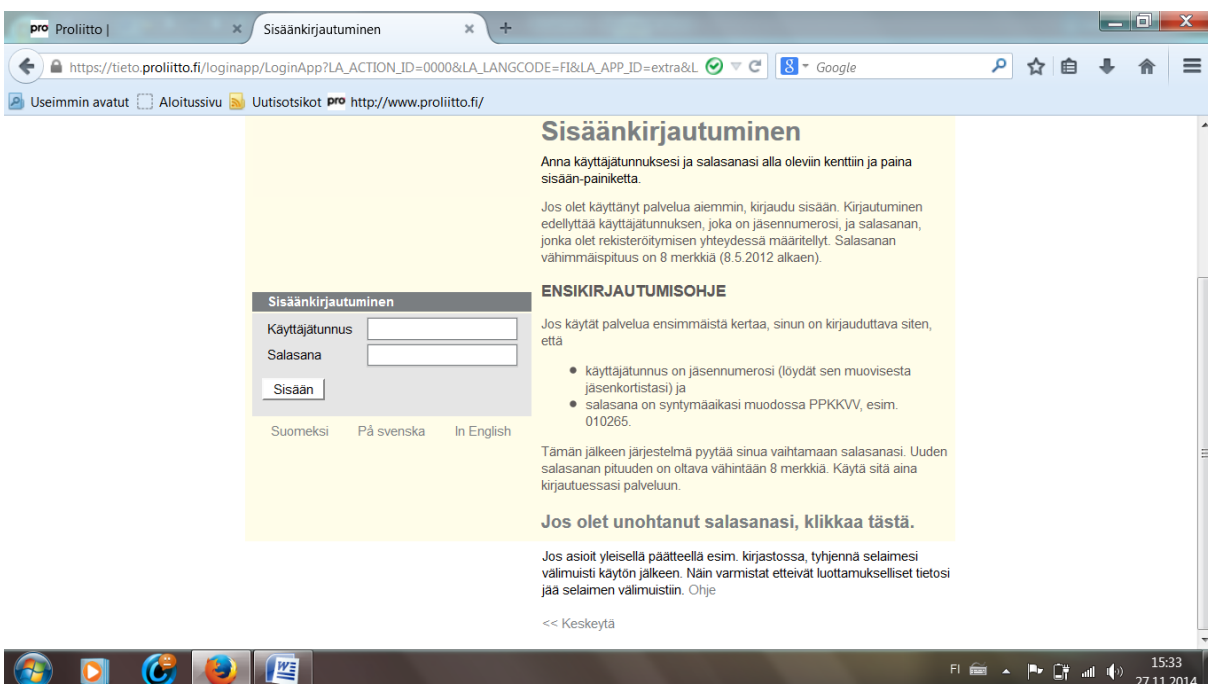 pro Proliitto |
Sisäänkirjautuminen
https://tieto.proliitto.fi/loginapp/LoginApp?LA_ACTION_ID=0000&LA_LANGCODE=FI&LA_APP_ID=extra&L
Google
Useimmin avatut Aloitussivu Uutisotsikot pro http://www.proliitto.fi/
Sisäänkirjautuminen
Anna käyttäjätunnuksesi ja salasanasi alla oleviin kenttiin ja paina
sisään-painiketta.
Jos olet käyttänyt palvelua aiemmin, kirjaudu sisään. Kirjautuminen
edellyttää käyttäjätunnuksen, joka on jäsennumerosi, ja salasanan,
jonka olet rekisteröitymisen yhteydessä määritellyt. Salasanan
vähimmäispituus on 8 merkkiä (8.5.2012 alkaen).
Sisäänkirjautuminen
Käyttäjätunnus
Salasana
Sisään
Suomeksi På svenska In English
ENSIKIRJAUTUMISOHJE
Jos käytät palvelua ensimmäistä kertaa, sinun on kirjauduttava siten,
että
● käyttäjätunnus on jäsennumerosi (löydät sen muovisesta
jäsenkortistasi) ja
● salasana on syntymäaikasi muodossa PPKKVV, esim.
010265.
Tämän jälkeen järjestelmä pyytää sinua vaihtamaan salasanasi. Uuden
salasanan pituuden on oltava vähintään 8 merkkiä. Käytä sitä aina
kirjautuessasi palveluun.
Jos olet unohtanut salasanasi, klikkaa tästä.
Jos asioit yleisellä päätteellä esim. kirjastossa, tyhjennä selaimesi
välimuisti käytön jälkeen. Näin varmistat etteivät luottamukselliset tietosi
jää selaimen välimuistiin. Ohje
<< Keskeytä
FI
15:33
27.11.2014